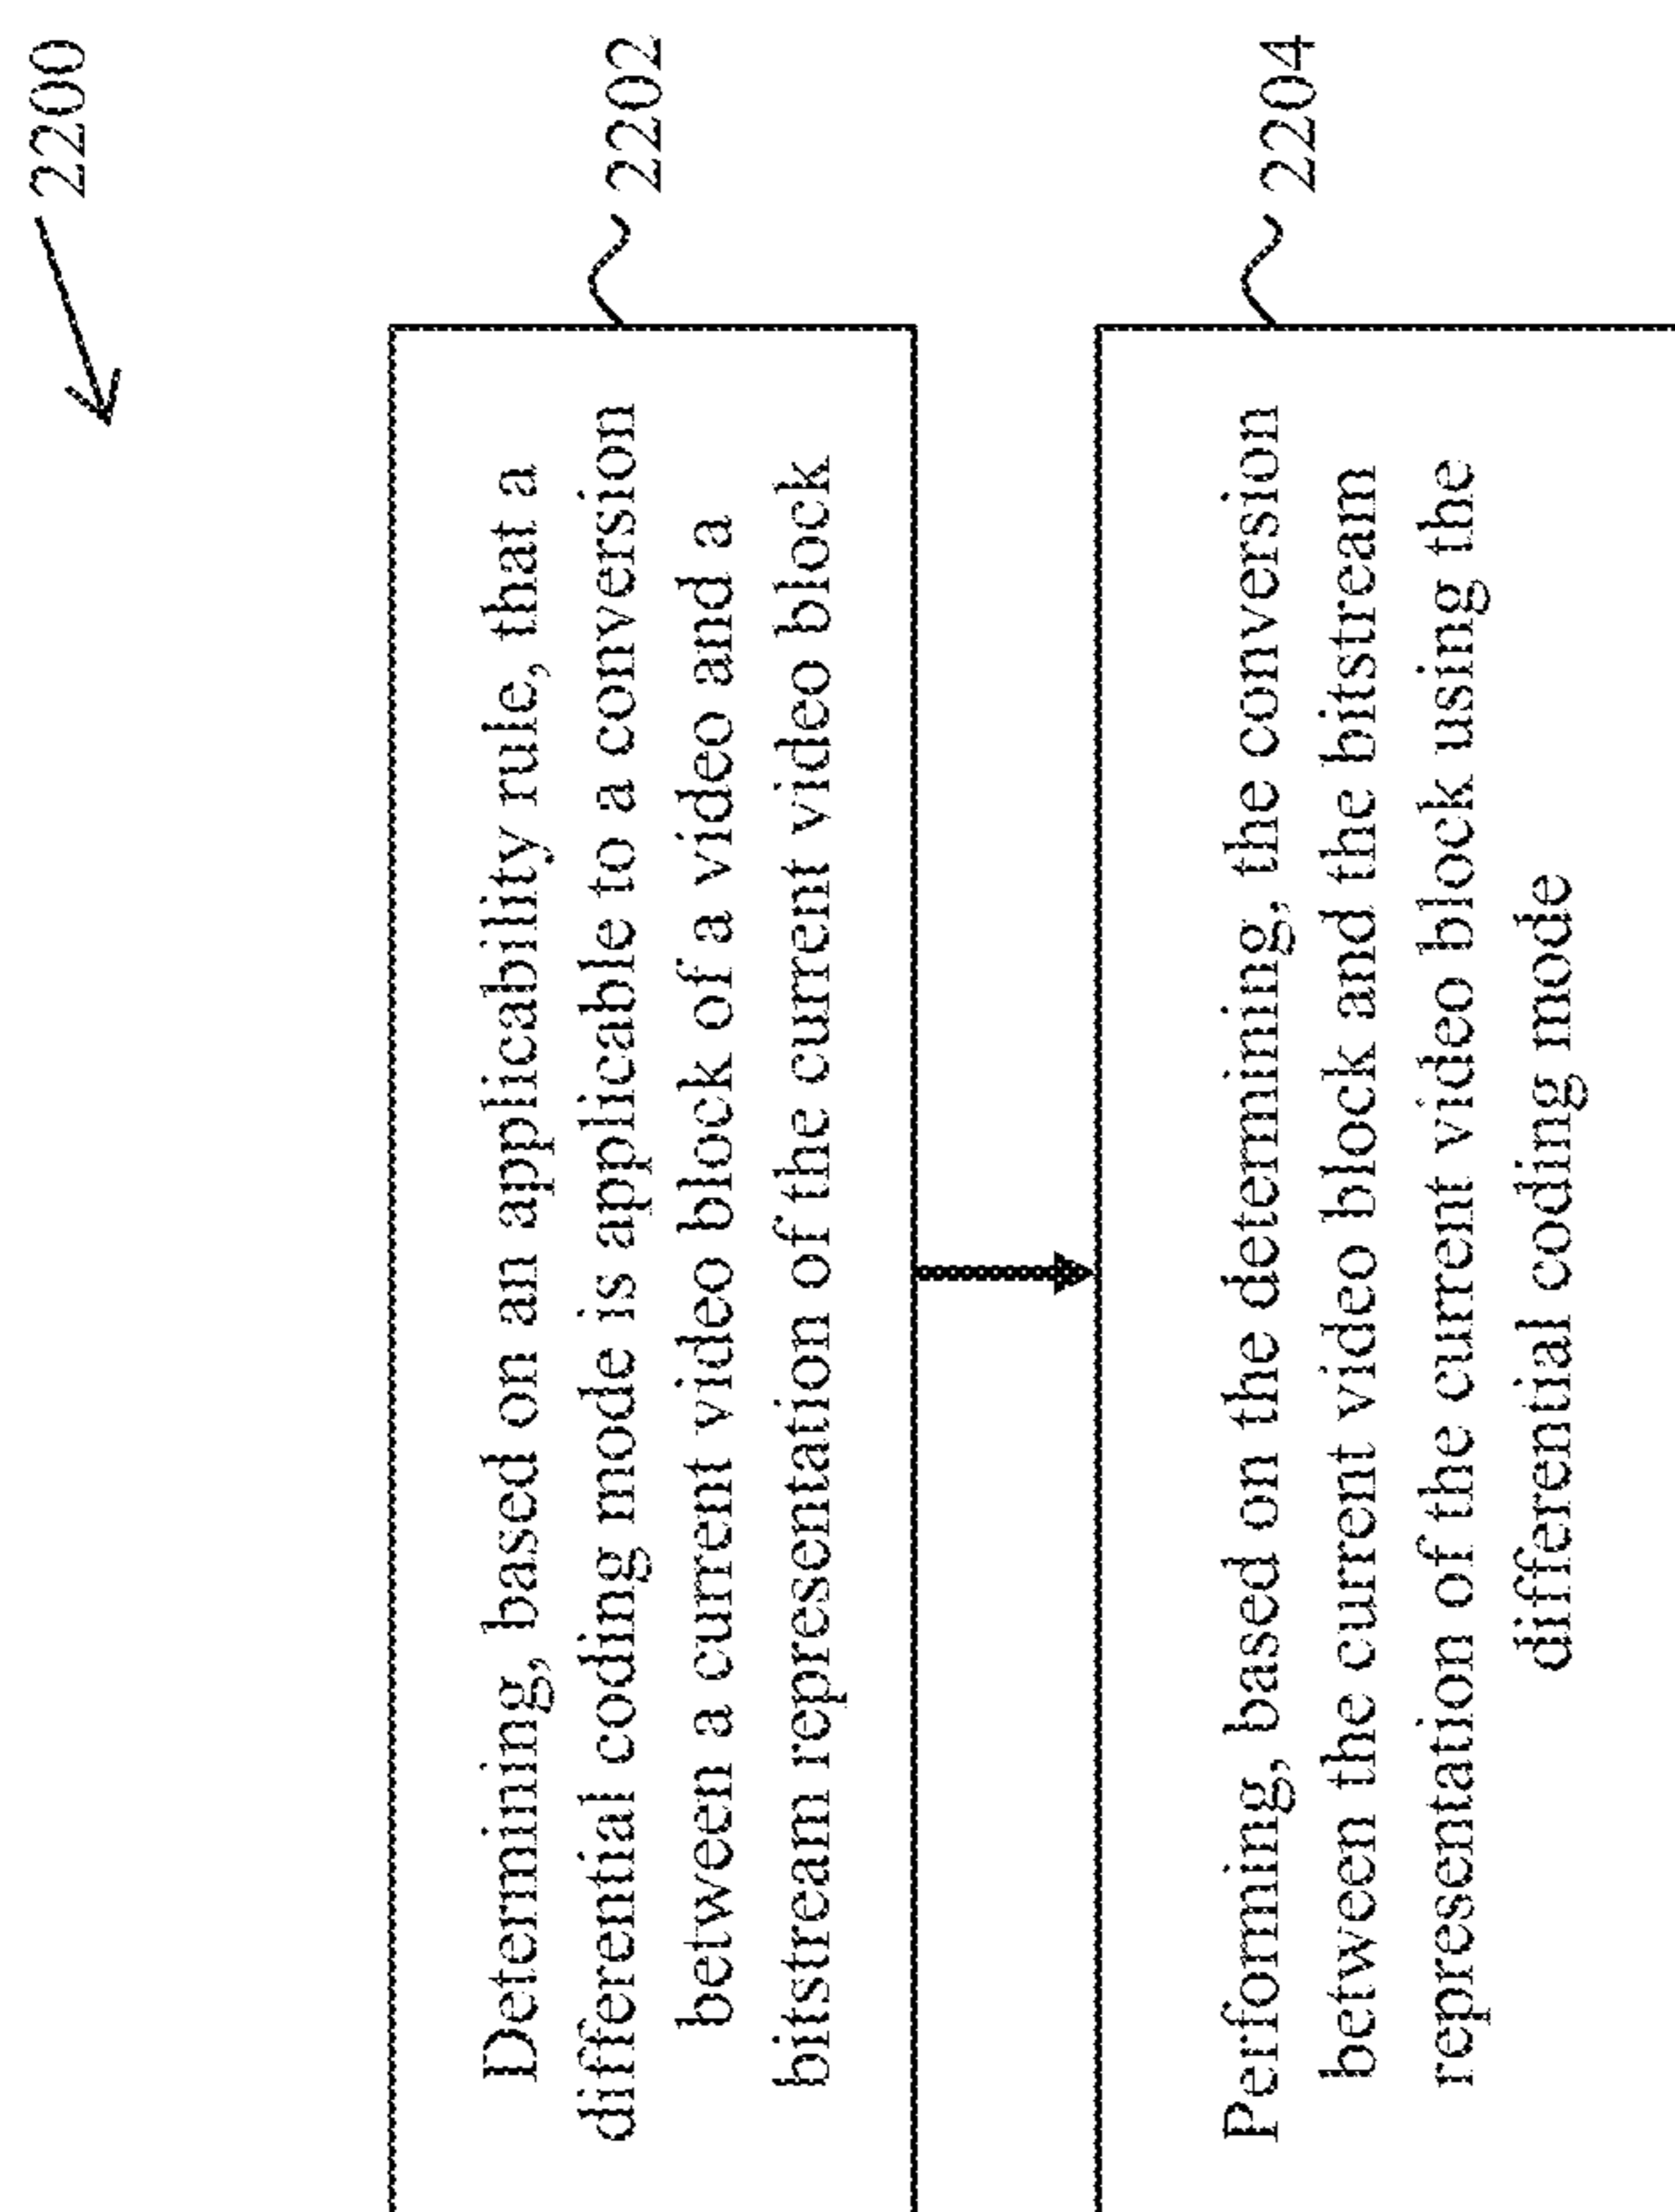 2200
Determining, based on an applicability rule, that a
differential coding mode is applicable to a conversion
between a current video block of a video and a
bitstream representation of the current video block
2202
Performing, based on the determining, the conversion
between the current video block and the bitstream
representation of the current video block using the
differential coding mode
2204